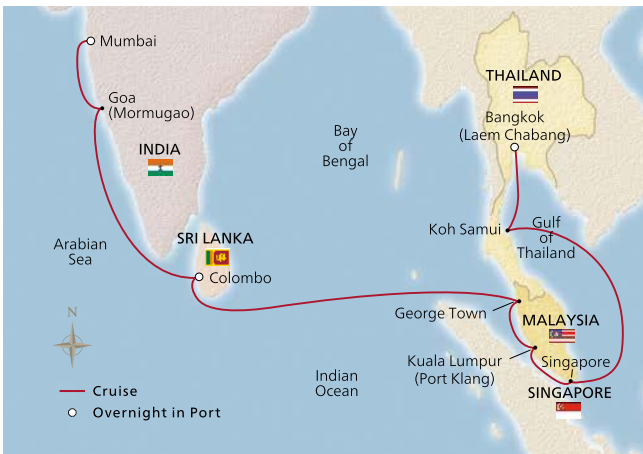 Mumbai
Goa
(Mormugao)
INDIA
Arabian
Sea
SRI LANKA
Colombo
Bay
of
Bengal
THAILAND
Bangkok
(Laem Chabang)
Koh Samui
Gulf
of
Thailand
George Town
MALAYSIA
Kuala Lumpur
(Port Klang)
Singapore
SINGAPORE
Indian
Ocean
N
Cruise
Overnight in Port